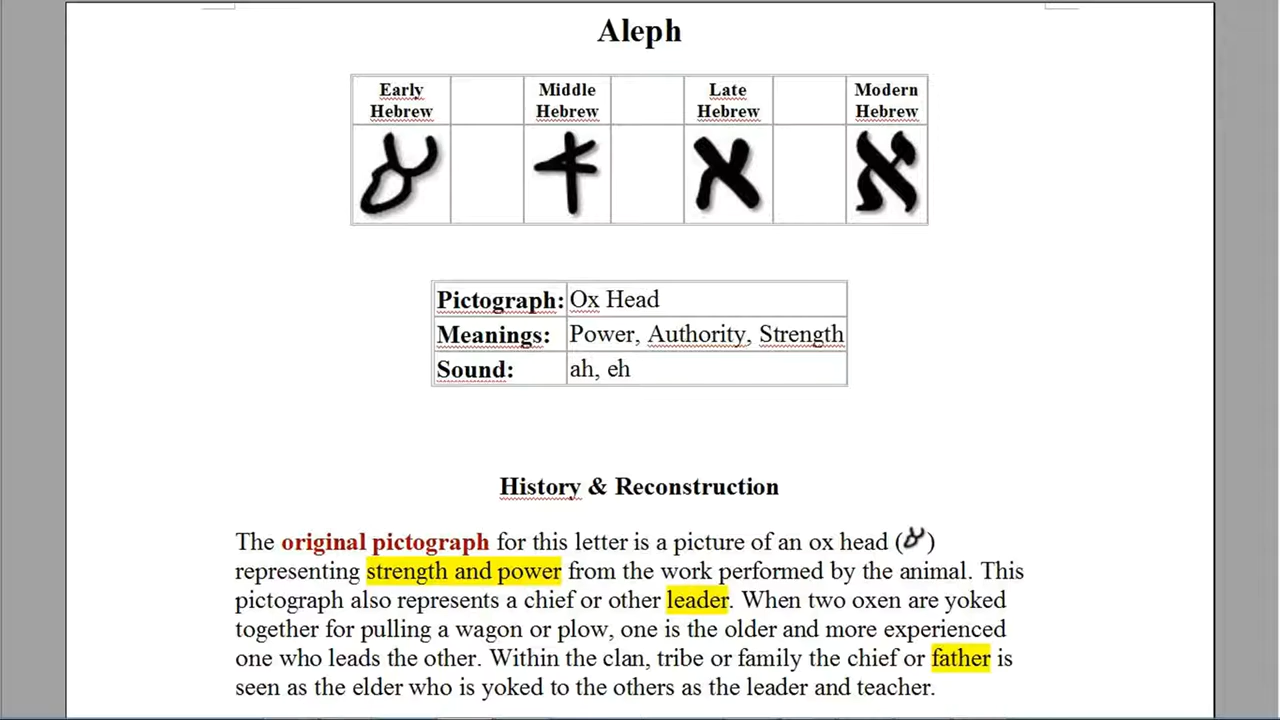 Aleph
Early Hebrew
Middle Hebrew
Late Hebrew
Modern Hebrew
א
Pictograph: Ox Head
Meanings: Power, Authority, Strength
Sound: ah, eh
History & Reconstruction
The original pictograph for this letter is a picture of an ox head ()
representing strength and power from the work performed by the animal. This
pictograph also represents a chief or other leader. When two oxen are yoked
together for pulling a wagon or plow, one is the older and more experienced
one who leads the other. Within the clan, tribe or family the chief or father is
seen as the elder who is yoked to the others as the leader and teacher.